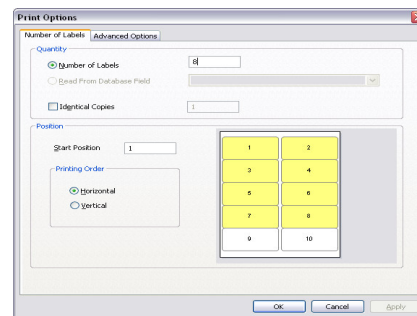 Print Options
Number of Labels Advanced Options
Quantity
Number of Labels 8
Read From Database Field
Identical Copies 1
Position
Start Position 1
Printing Order
Horizontal
Vertical
1 2
3 4
5 6
7 8
9 10
OK Cancel Apply